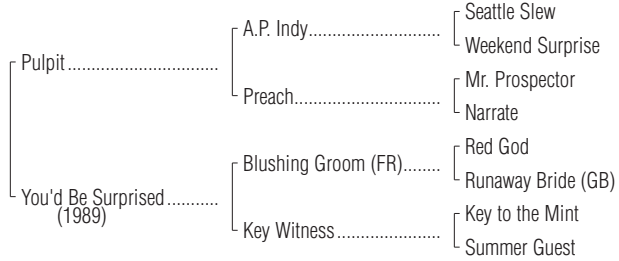 Seattle Slew
A.P. Indy..............................
Weekend Surprise
Pulpit................................
Mr. Prospector
Preach...............................
Narrate
Red God
Blushing Groom (FR)........
Runaway Bride (GB)
You'd Be Surprised...........
(1989)
Key to the Mint
Key Witness......................
Summer Guest